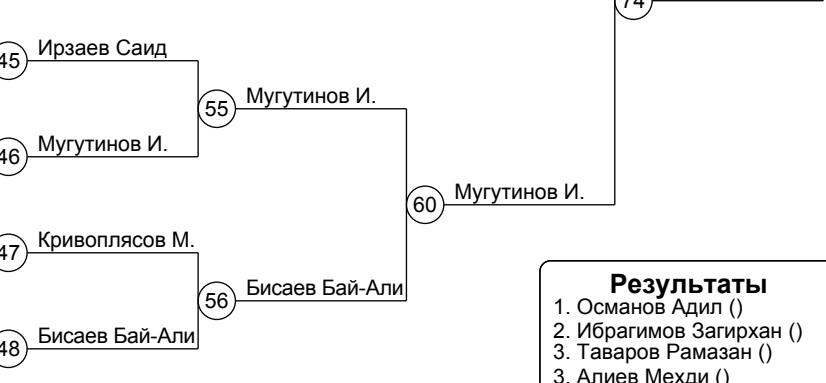 74
45
Ирзаев Саид
55
Мугутинов И.
46
Мугутинов И.
60
Мугутинов И.
47
Кривоплясов М.
56
Бисаев Бай-Али
48
Бисаев Бай-Али
Результаты
1. Османов Адил ()
2. Ибрагимов Загирхан ()
3. Таваров Рамазан ()
3. Алиев Мехди ()